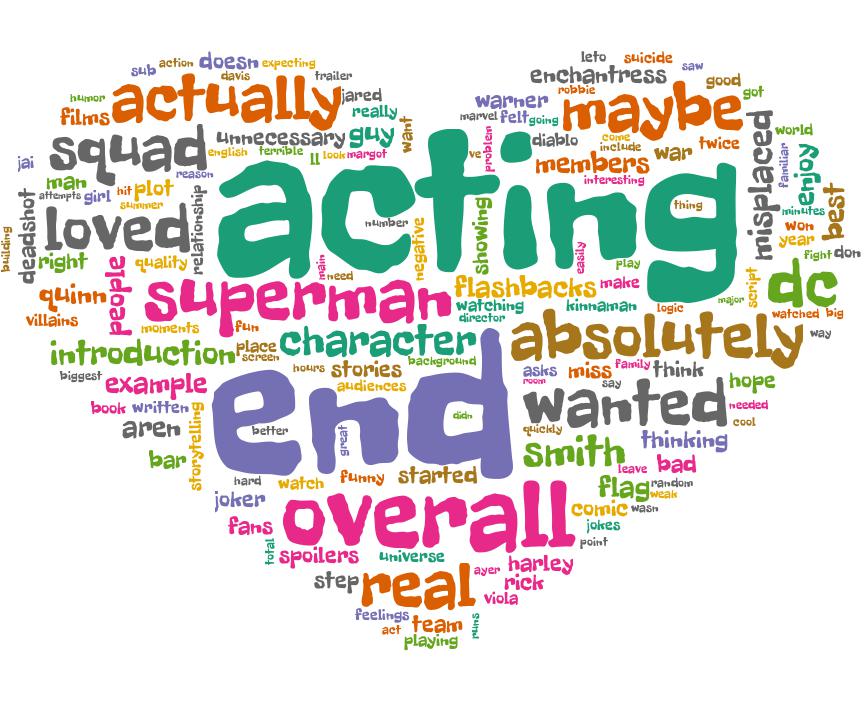 leto suicide
sub action doesn expecting saw
davis trailer enchantress good
humor actually jared robbie got
films really warner maybe
marvel felt going
squad unnecessary guy want problem diablo come misplaced world
english terrible ll look margot ve include war twice
jai reason members familiar enjoy
man hit plot acting interesting
attempts girl summer thing best
deadshot loved relationship number showing minutes
building won
right quality negative easily year
people main need play fight don
quinn superman flashbacks make script dc
villains watching kinnaman logic major watched big
moments fun director
introduction place character absolutely way
screen hours stories background
biggest example audiences asks miss family think
room say hope
book written end wanted needed
aren better great didn quickly cool
bar storytelling smith thinking
hard watch funny started leave bad
joker flag random
weak
fans overall comic wasn
jokes
total spoilers universe point
step real ayer harley
rick
viola
feelings team runs
act
playing